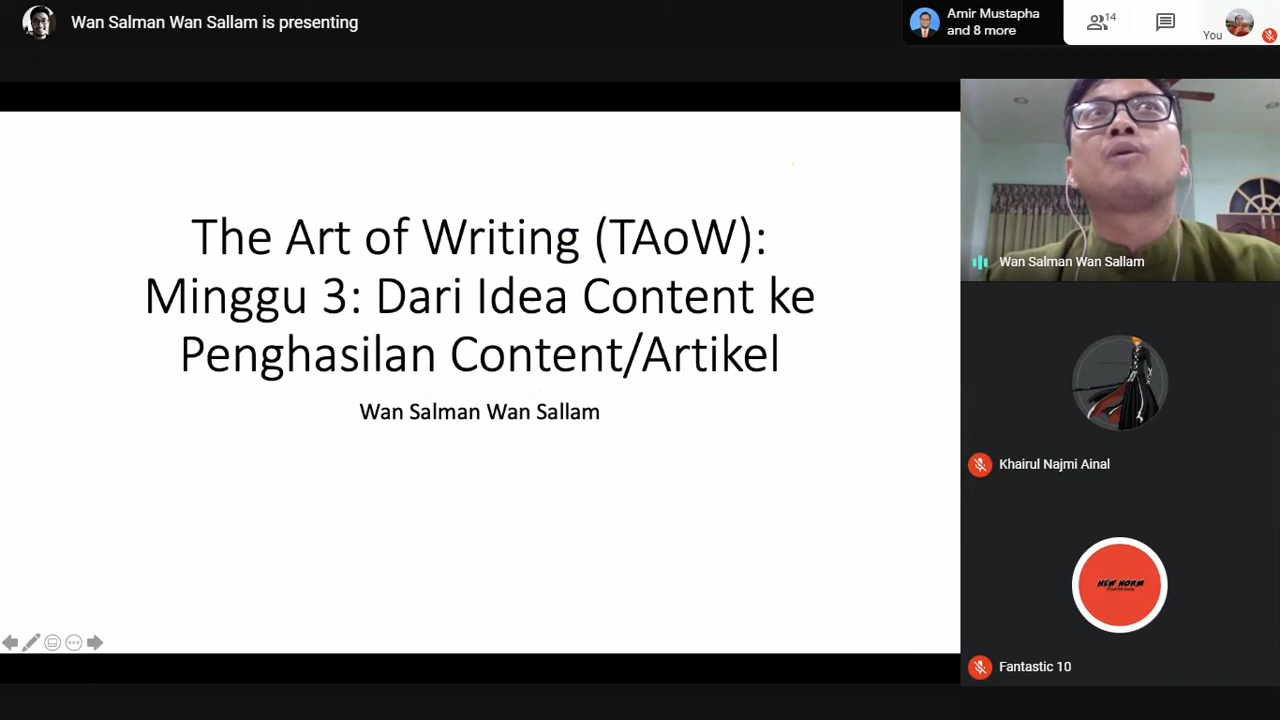 Wan Salman Wan Sallam is presenting
Amir Mustapha
and 8 more
14
You
The Art of Writing (TAoW):
Minggu 3: Dari Idea Content ke
Penghasilan Content/Artikel
Wan Salman Wan Sallam
Wan Salman Wan Sallam
Khairul Najmi Ainal
NEW NORM
Fantastic 10